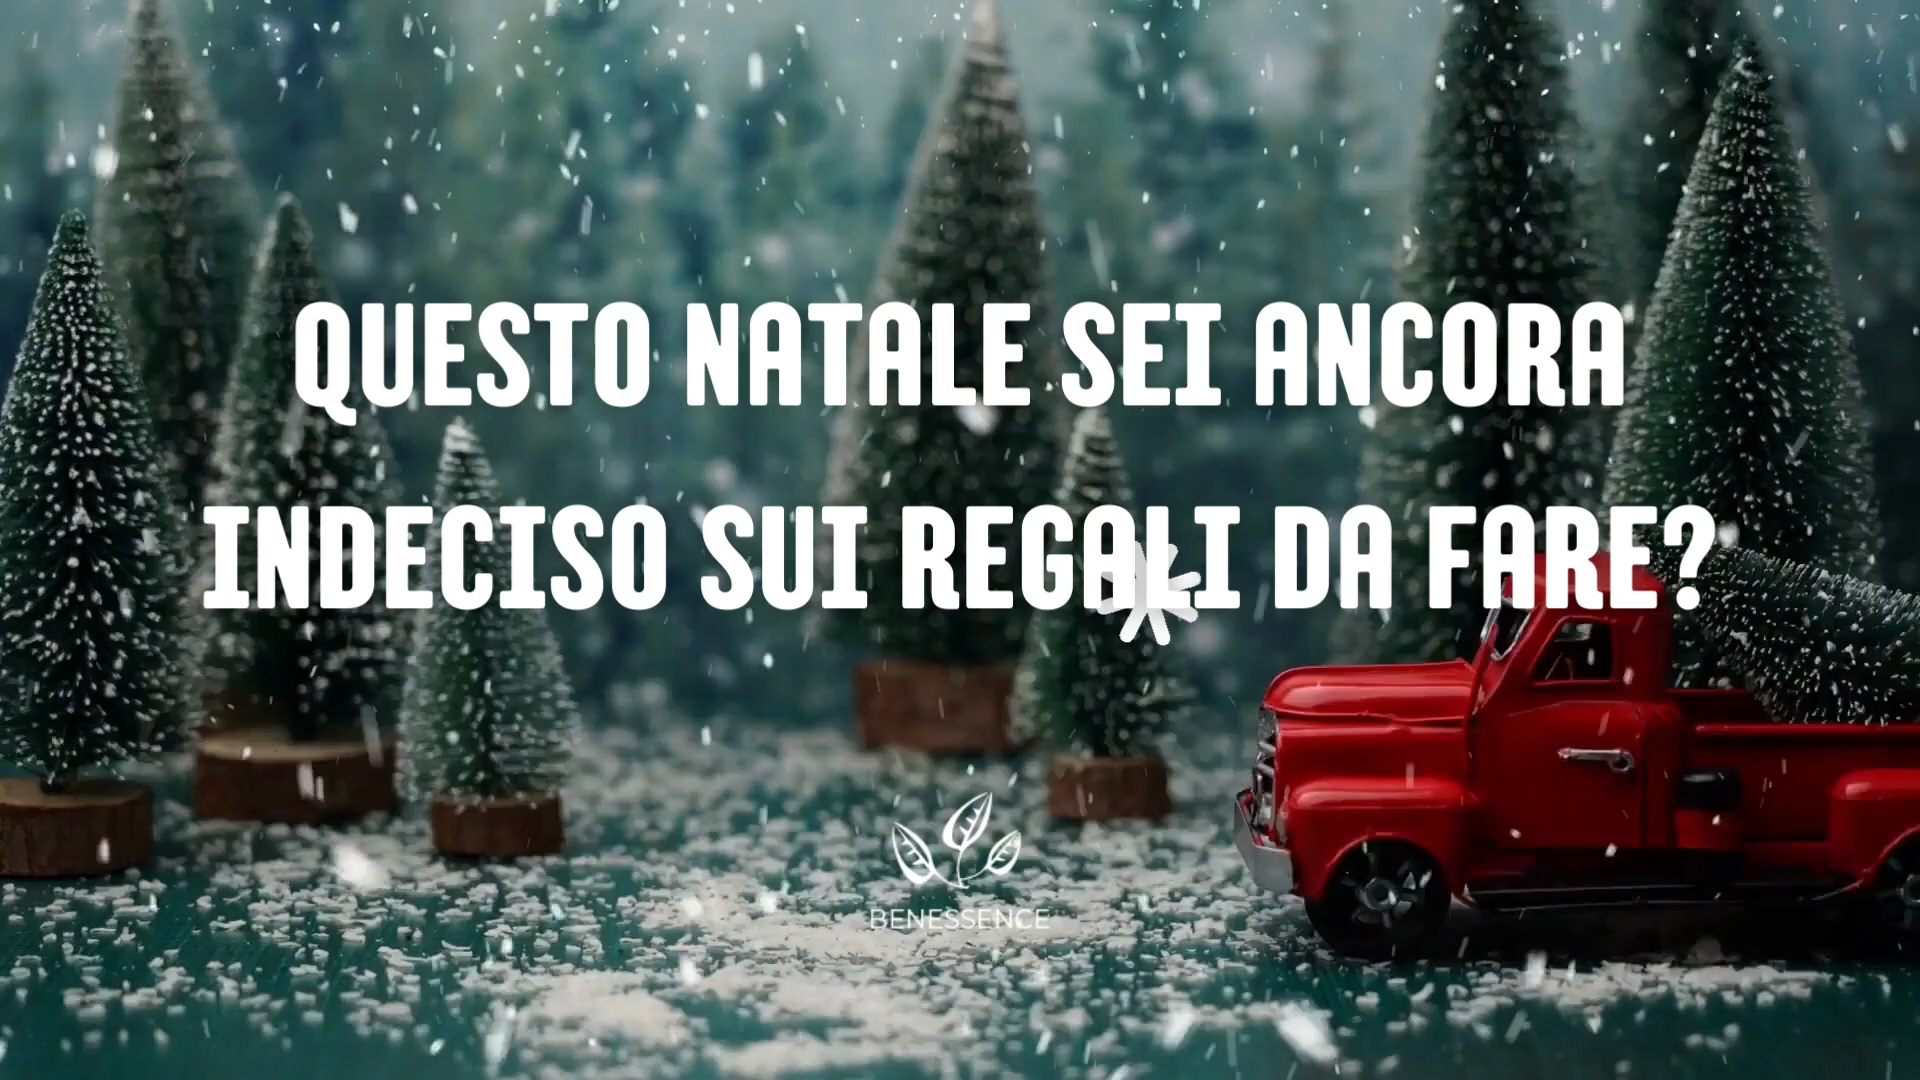 QUESTO NATALE SEI ANCORA
INDECISO SUI REGALI DA FARE?
BENESSENCE